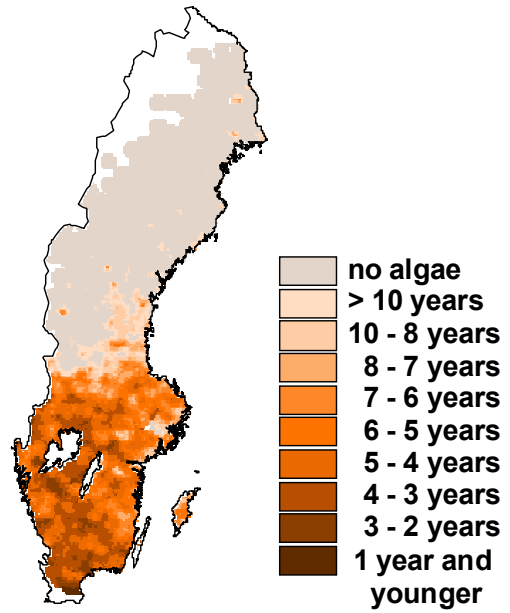 no algae
> 10 years
10 - 8 years
8 - 7 years
7 - 6 years
6 - 5 years
5 - 4 years
4 - 3 years
3 - 2 years
1 year and
younger